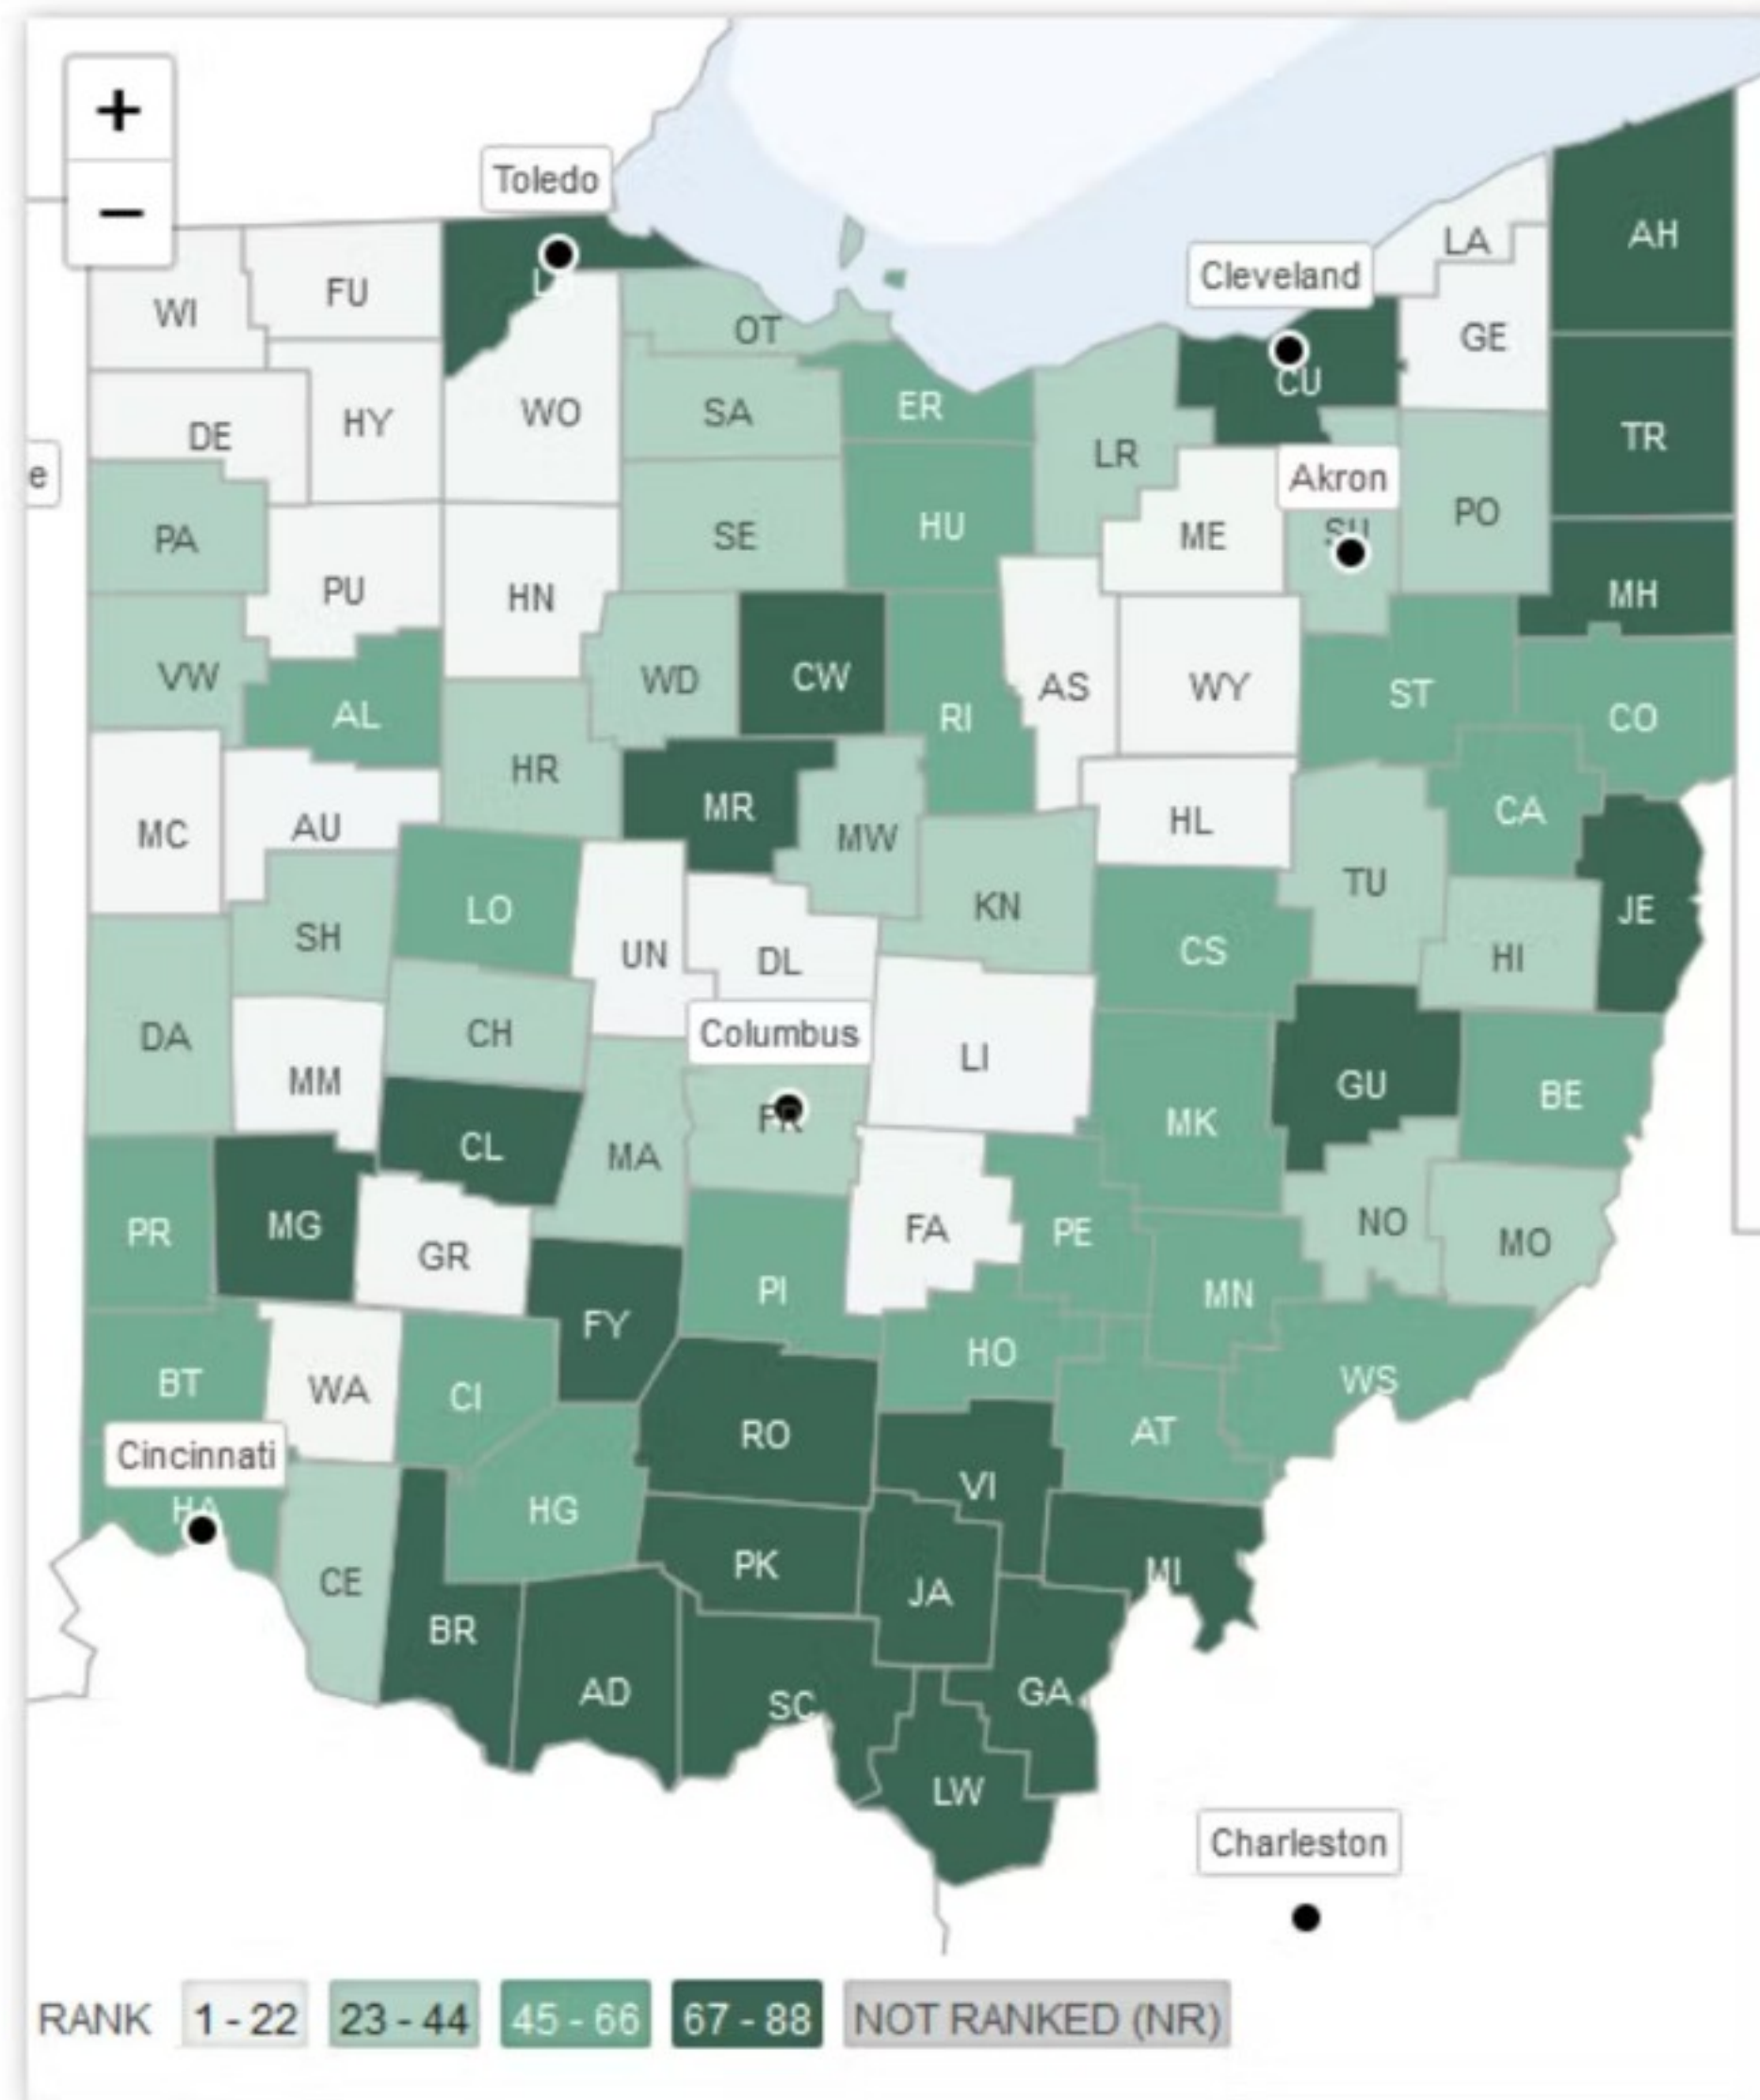 +
−
Toledo
AH
LA
Cleveland
WI
FU
L
OT
GE
CU
DE
HY
WO
SA
ER
LR
TR
e
Akron
PA
SE
HU
ME
SU
PO
PU
HN
MH
VW
AL
WD
CW
RI
AS
WY
ST
CO
HR
MC
AU
MR
MW
HL
CA
SH
LO
UN
DL
KN
CS
TU
HI
JE
DA
MM
CH
Columbus
LI
GU
BE
CL
MA
FR
MK
PR
MG
GR
FA
PE
NO
MO
FY
PI
HO
MN
BT
WA
CI
WS
Cincinnati
RO
AT
HA
HG
VI
CE
PK
JA
MI
BR
AD
SC
GA
LW
Charleston
RANK 1 - 22 23 - 44 45 - 66 67 - 88 NOT RANKED (NR)